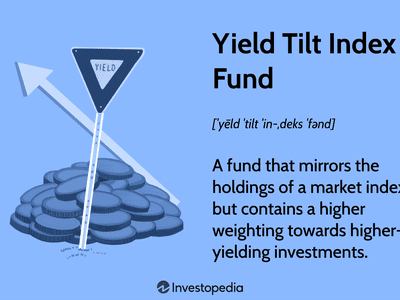 YIELD
Yield Tilt Index
Fund
['yēld 'tilt 'in-,deks 'fənd]
A fund that mirrors the
holdings of a market index
but contains a higher
weighting towards higher-
yielding investments.
Investopedia